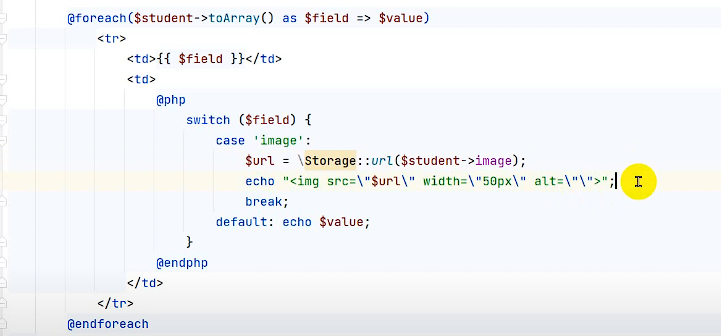 @foreach($student->toArray() as $field => $value)
<tr>
<td>{{ $field }}</td>
<td>
@php
switch ($field) {
case 'image':
$url = \Storage::url($student->image);
echo "<img src=\"$url\" width=\"50px\" alt=\"\">";
break;
default: echo $value;
}
@endphp
</td>
</tr>
@endforeach